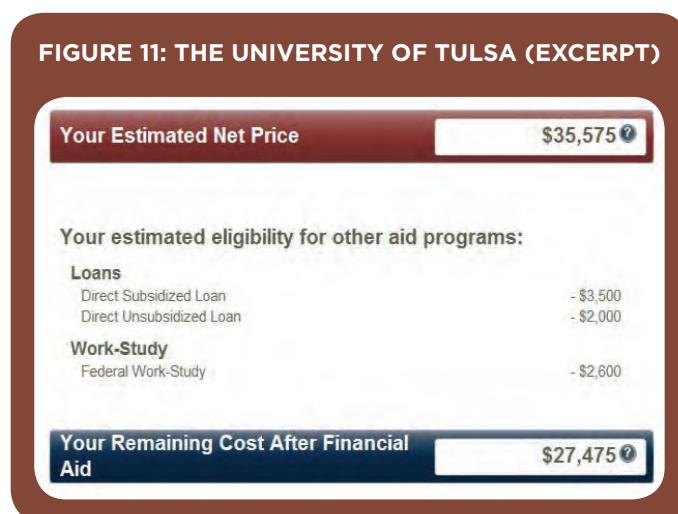 FIGURE 11: THE UNIVERSITY OF TULSA (EXCERPT)
Your Estimated Net Price $35,575 ?
Your estimated eligibility for other aid programs:
Loans
Direct Subsidized Loan - $3,500
Direct Unsubsidized Loan - $2,000
Work-Study
Federal Work-Study - $2,600
Your Remaining Cost After Financial
Aid $27,475 ?